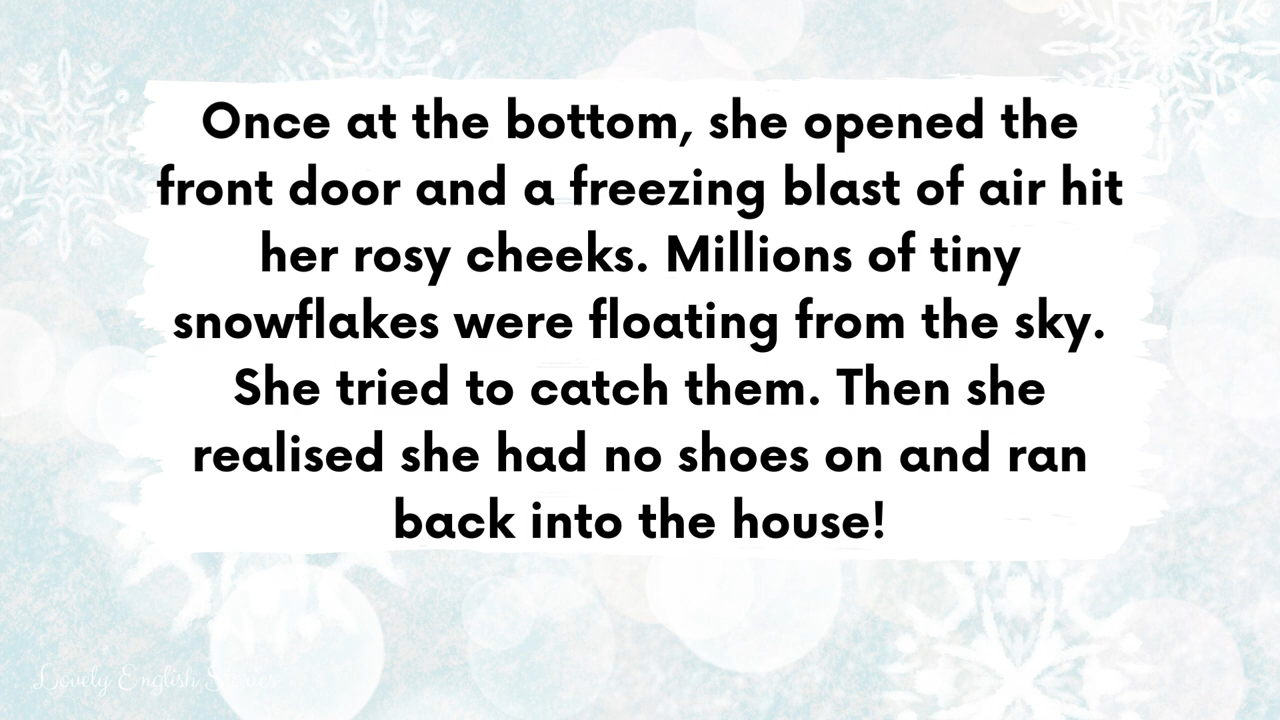 Once at the bottom, she opened the
front door and a freezing blast of air hit
her rosy cheeks. Millions of tiny
snowflakes were floating from the sky.
She tried to catch them. Then she
realised she had no shoes on and ran
back into the house!
Lovely English Stories